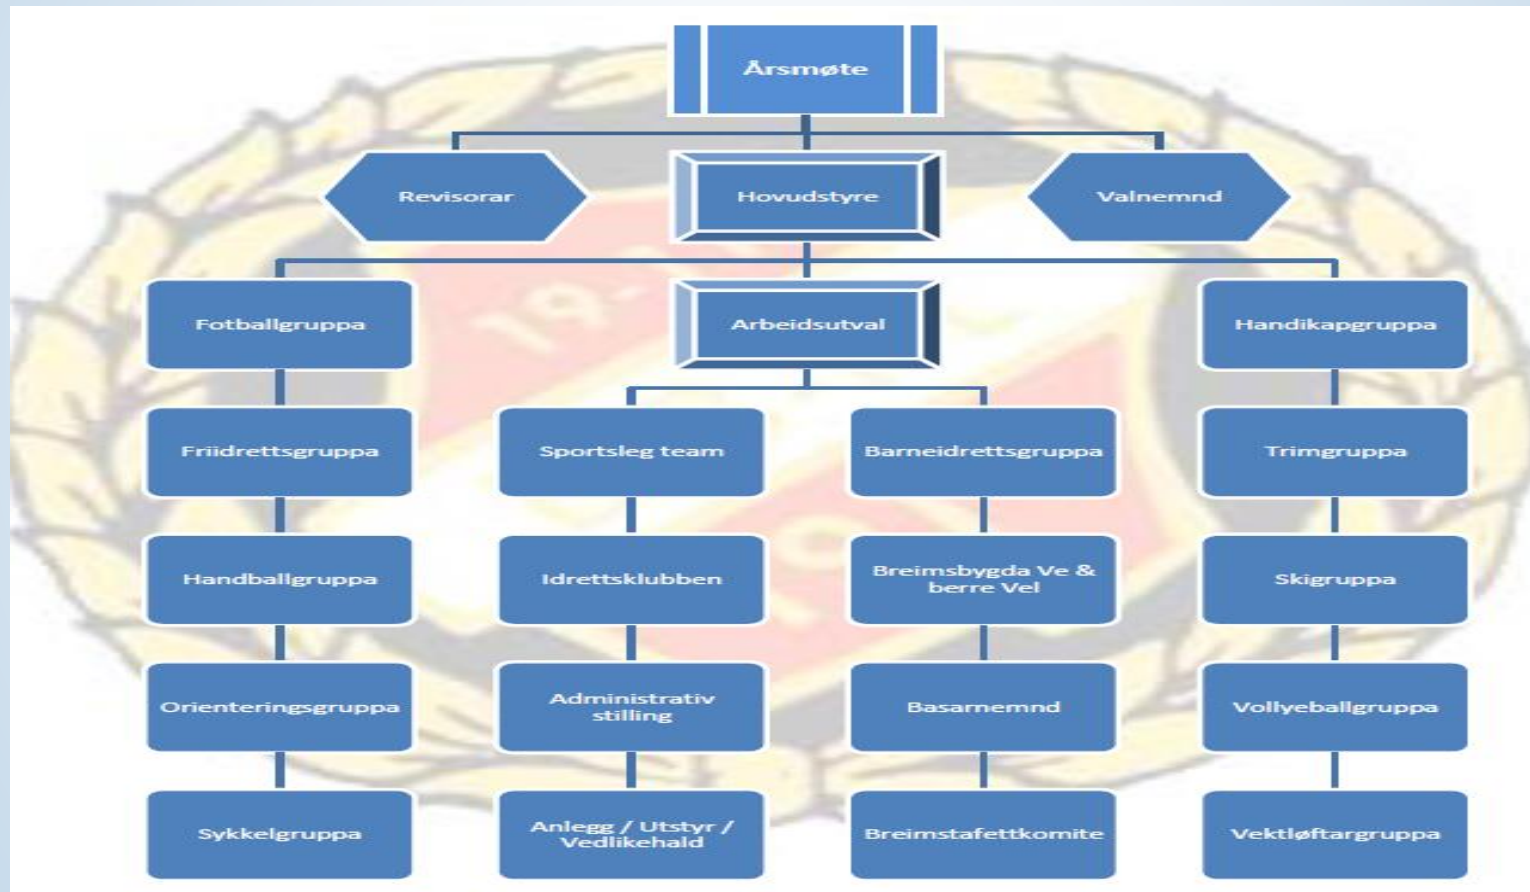 Årsmøte
Revisorar
Hovudstyre
Valnemnd
Fotballgruppa
Arbeidsutval
Handikapgruppa
Friidrettsgruppa
Sportsleg team
Barneidrettsgruppa
Trimgruppa
Handballgruppa
Idrettsklubben
Breimsbygda Ve &
berre Vel
Skigruppa
Orienteringsgruppa
Administrativ
stilling
Basarnemnd
Vollyeballgruppa
Sykkelgruppa
Anlegg / Utstyr /
Vedlikehald
Breimstafettkomite
Vektløftargruppa